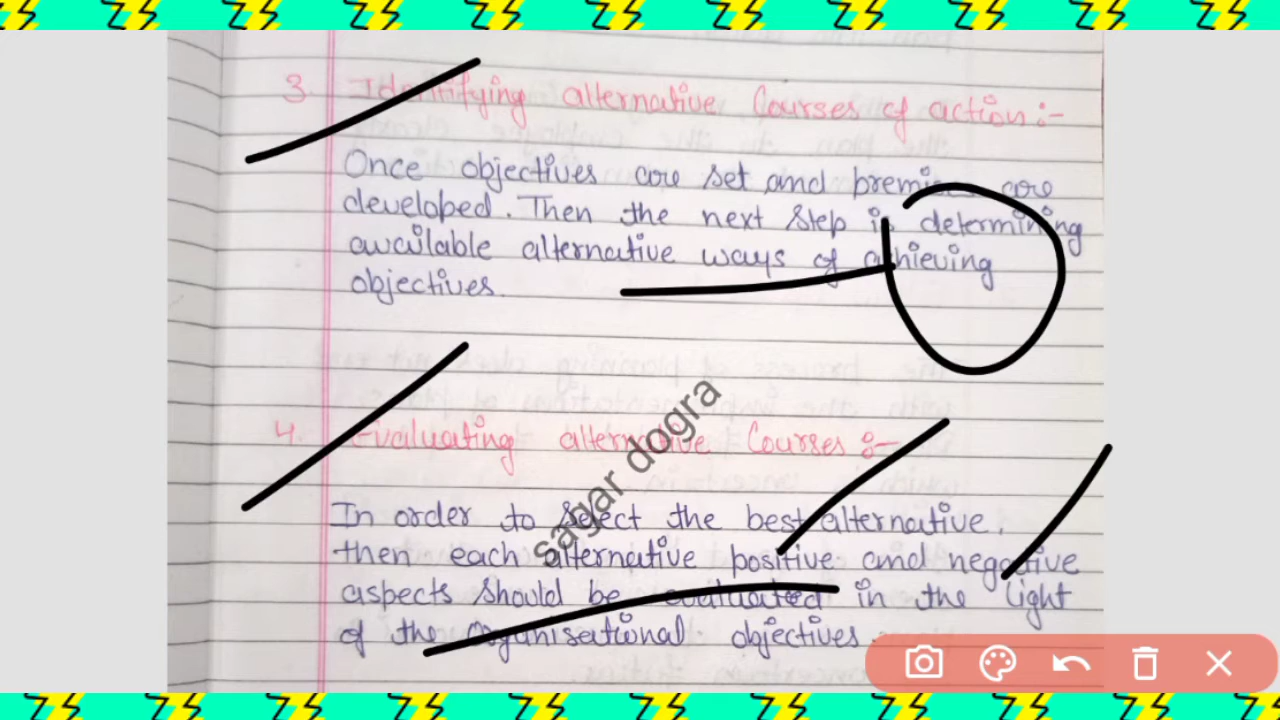 3. Identifying alternative Courses of action :-
Once objectives are set and premises are
developed. Then the next step is determining
available alternative ways of achieving
objectives.
4. Evaluating alternative Courses :-
In order to select the best alternative,
then each alternative positive and negative
aspects should be evaluated in the light
of the organisational objectives.
sagar dogra